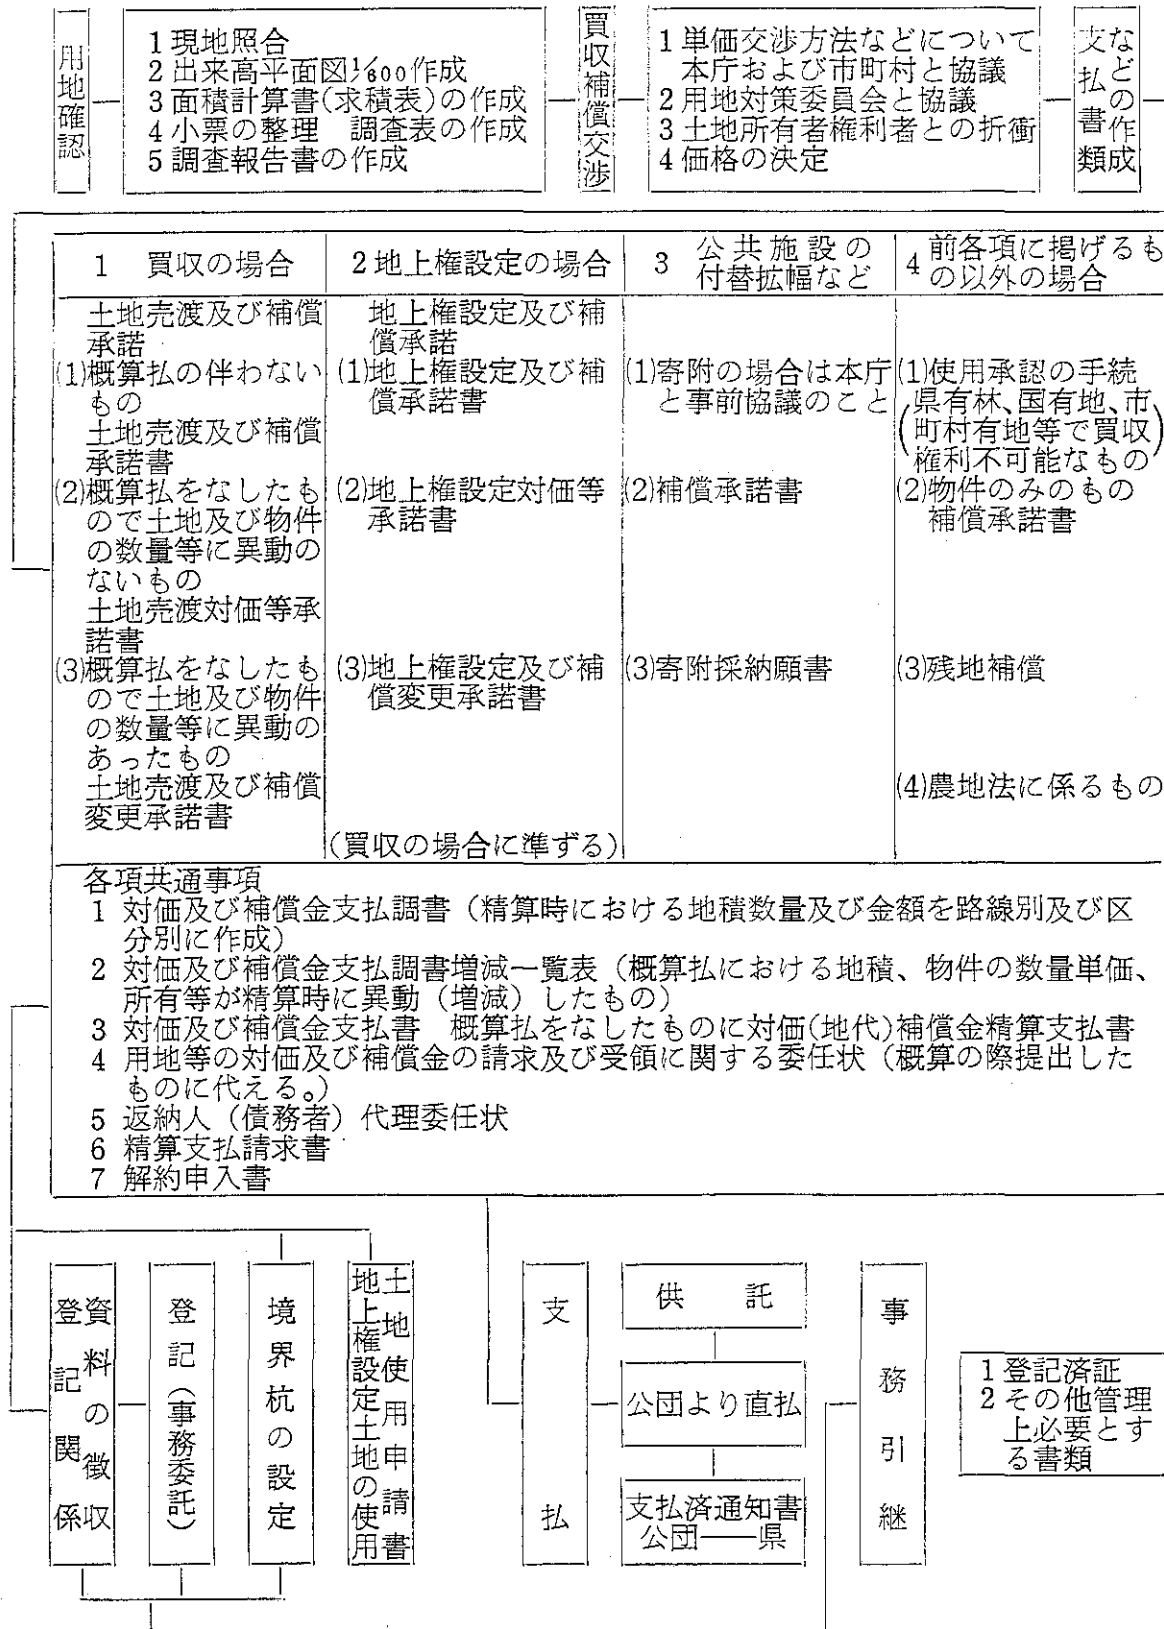 用地確認
1 現地照合
2 出来高平面図1/600作成
3 面積計算書(求積表)の作成
4 小票の整理 調査表の作成
5 調査報告書の作成
買収補償交渉
1 単価交渉方法などについて
本庁および市町村と協議
2 用地対策委員会と協議
3 土地所有者権利者との折衝
4 価格の決定
支払書類
などの作成
1 買収の場合
土地売渡及び補償
承諾
(1)概算払の伴わない
もの
土地売渡及び補償
承諾書
(2)概算払をなしたも
ので土地及び物件
の数量等に異動の
ないもの
土地売渡対価等承
諾書
(3)概算払をなしたも
ので土地及び物件
の数量等に異動の
あったもの
土地売渡及び補償
変更承諾書
2 地上権設定の場合
地上権設定及び補
償承諾
(1)地上権設定及び補
償承諾書
(2)地上権設定対価等
承諾書
(3)地上権設定及び補
償変更承諾書
(買収の場合に準ずる)
3 公共施設の
付替拡幅など
(1)寄附の場合は本庁
と事前協議のこと
(2)補償承諾書
(3)寄附採納願書
4 前各項に掲げるも
の以外の場合
(1)使用承認の手続
(県有林、国有地、市
町村有地等で買収
権利不可能なもの)
(2)物件のみのもの
補償承諾書
(3)残地補償
(4)農地法に係るもの
各項共通事項
1 対価及び補償金支払調書(精算時における地積数量及び金額を路線別及び区
分別に作成)
2 対価及び補償金支払調書増減一覧表(概算払における地積、物件の数量単価、
所有等が精算時に異動(増減)したもの)
3 対価及び補償金支払書 概算払をなしたものに対価(地代)補償金精算支払書
4 用地等の対価及び補償金の請求及び受領に関する委任状(概算の際提出した
ものに代える。)
5 返納人(債務者)代理委任状
6 精算支払請求書
7 解約申入書
登記関係
資料の徴収
登記(事務委託)
境界杭の設定
土地使用申請書
地上権設定土地の使用
支払
供託
公団より直払
支払済通知書
公団――県
事務引継
1 登記済証
2 その他管理
上必要とす
る書類